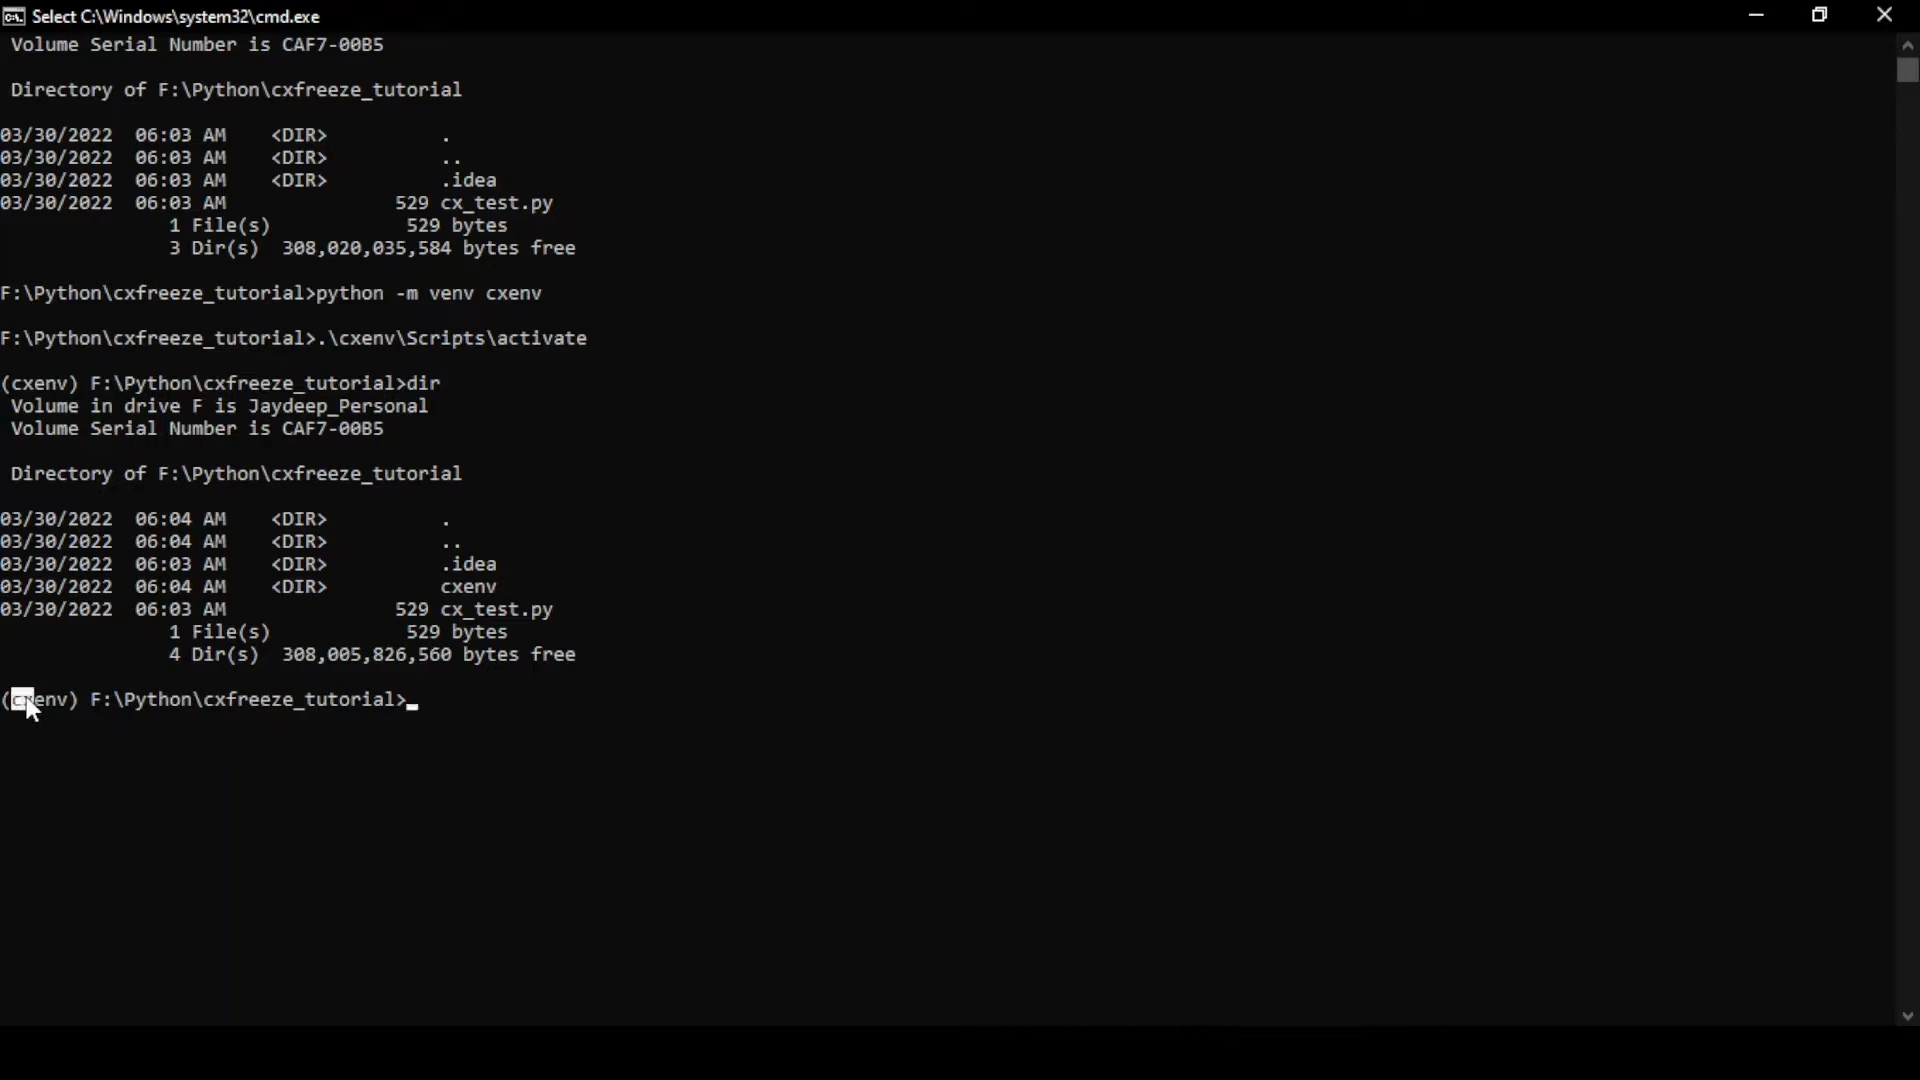 Select C:\Windows\system32\cmd.exe
Volume Serial Number is CAF7-00B5
Directory of F:\Python\cxfreeze_tutorial
03/30/2022  06:03 AM    <DIR>          .
03/30/2022  06:03 AM    <DIR>          ..
03/30/2022  06:03 AM    <DIR>          .idea
03/30/2022  06:03 AM               529 cx_test.py
1 File(s)            529 bytes
3 Dir(s)  308,020,035,584 bytes free
F:\Python\cxfreeze_tutorial>python -m venv cxenv
F:\Python\cxfreeze_tutorial>.\cxenv\Scripts\activate
(cxenv) F:\Python\cxfreeze_tutorial>dir
Volume in drive F is Jaydeep_Personal
Volume Serial Number is CAF7-00B5
Directory of F:\Python\cxfreeze_tutorial
03/30/2022  06:04 AM    <DIR>          .
03/30/2022  06:04 AM    <DIR>          ..
03/30/2022  06:03 AM    <DIR>          .idea
03/30/2022  06:04 AM    <DIR>          cxenv
03/30/2022  06:03 AM               529 cx_test.py
1 File(s)            529 bytes
4 Dir(s)  308,005,826,560 bytes free
(cxenv) F:\Python\cxfreeze_tutorial>